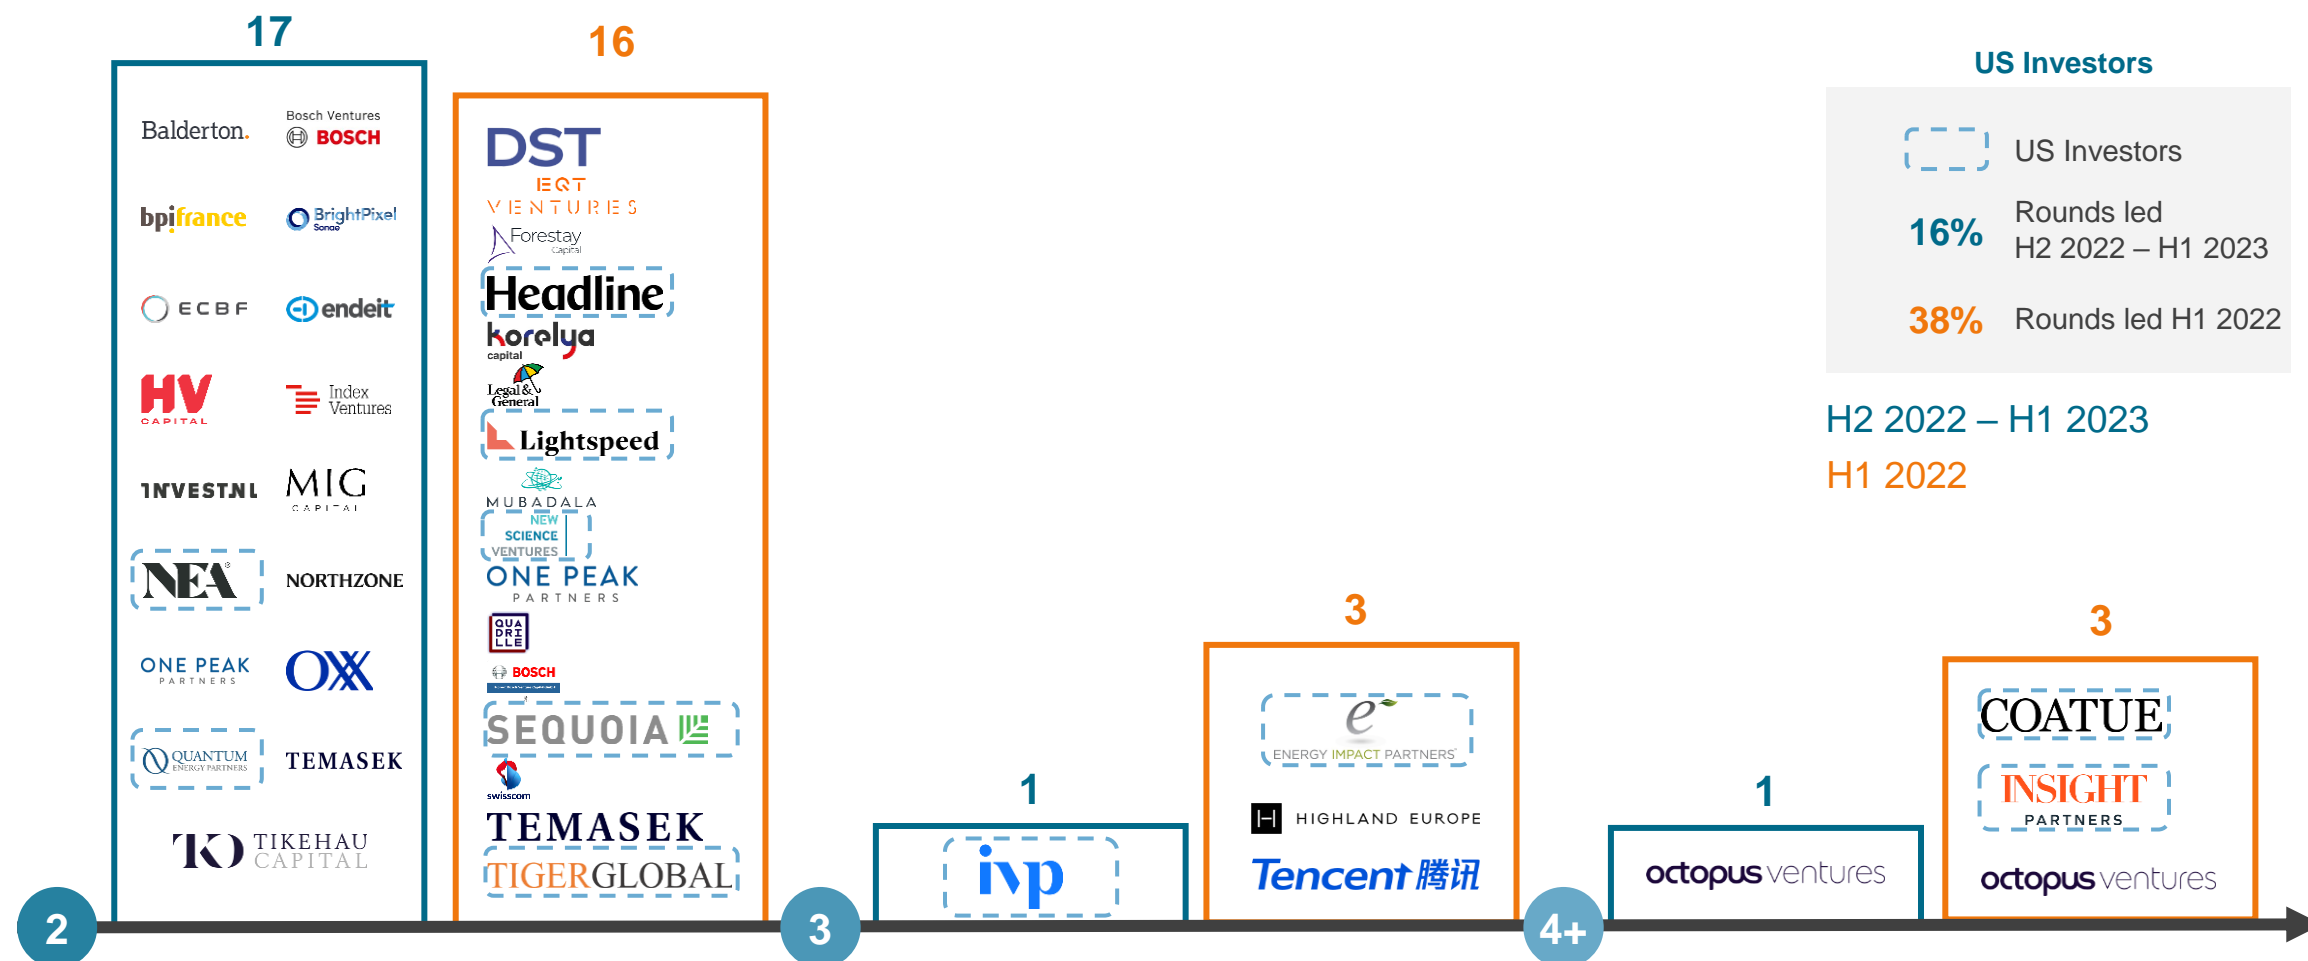 17
Balderton.
Bosch Ventures
BOSCH
bpifrance
BrightPixel
Sonae
ECBF
endeit
HV
CAPITAL
Index
Ventures
INVEST.NL
MIG
CAPITAL
NEA®
NORTHZONE
ONE PEAK
PARTNERS
OXX
QUANTUM
ENERGY PARTNERS
TEMASEK
TIKEHAU
CAPITAL
16
DST
EQT
VENTURES
Forestay
Capital
Headline
korelya
capital
Legal &
General
Lightspeed
MUBADALA
NEW
SCIENCE
VENTURES
ONE PEAK
PARTNERS
QUA
DRI
LLE
BOSCH
SEQUOIA
swisscom
TEMASEK
TIGERGLOBAL
1
ivp
3
e
ENERGY IMPACT PARTNERS
HIGHLAND EUROPE
Tencent 腾讯
1
octopus ventures
3
COATUE
INSIGHT
PARTNERS
octopus ventures
2
3
4+
US Investors
US Investors
16% Rounds led
H2 2022 – H1 2023
38% Rounds led H1 2022
H2 2022 – H1 2023
H1 2022